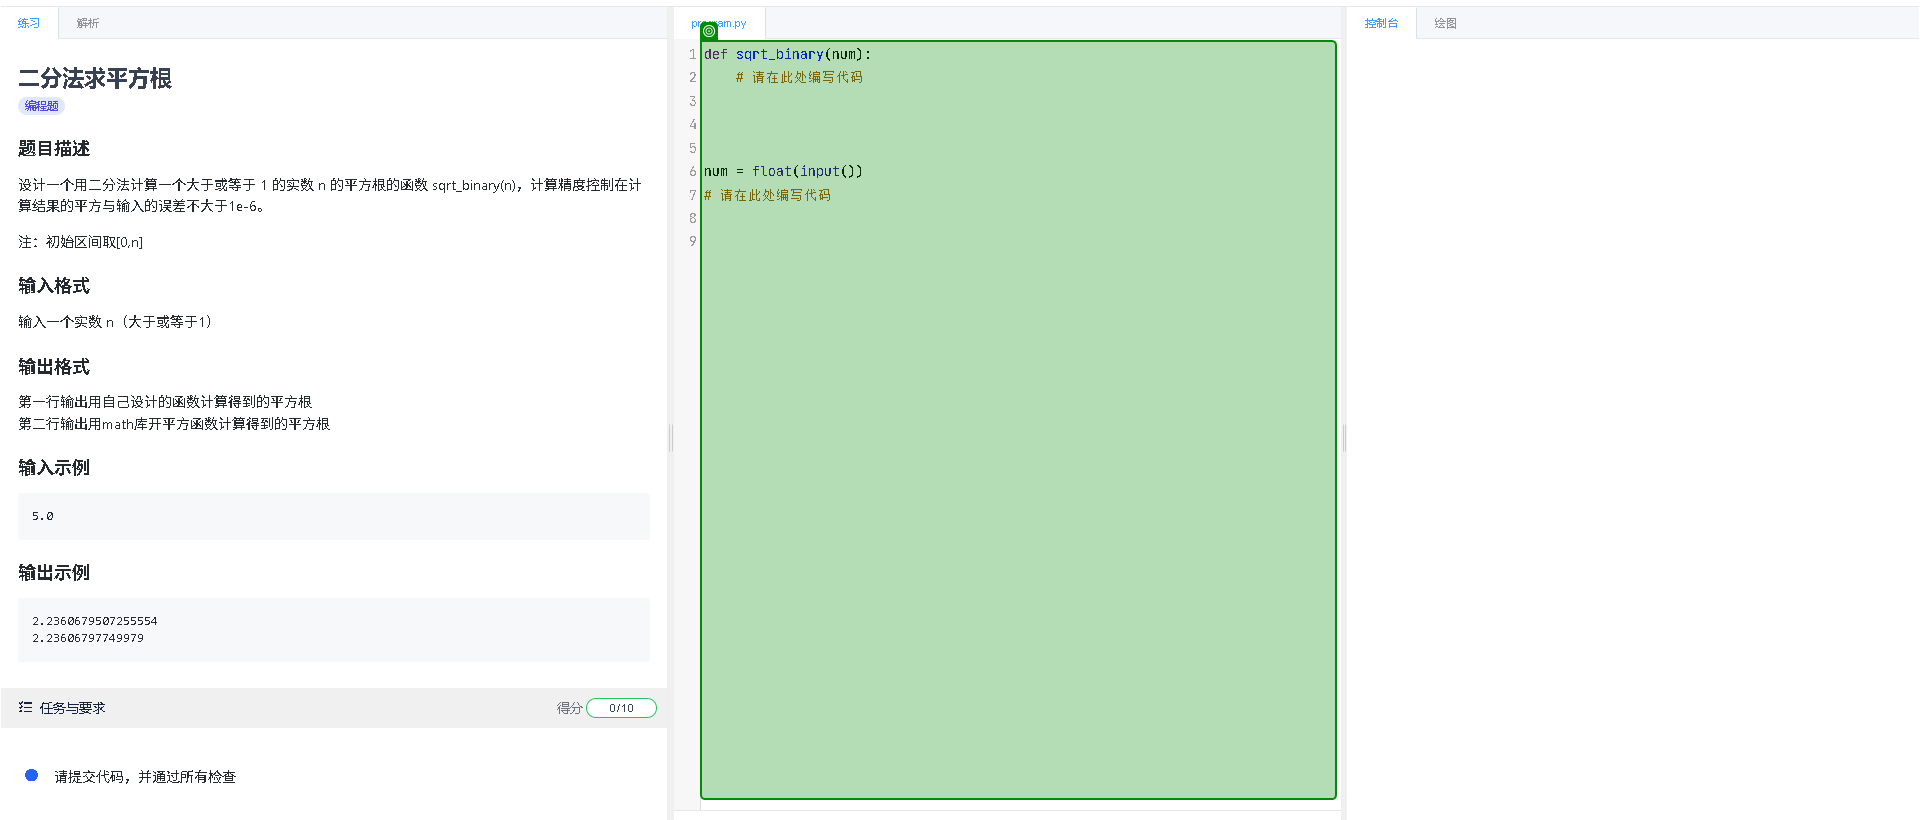 练习 解析
二分法求平方根
编程题
题目描述
设计一个用二分法计算一个大于或等于 1 的实数 n 的平方根的函数 sqrt_binary(n)，计算精度控制在计
算结果的平方与输入的误差不大于1e-6。
注：初始区间取[0,n]
输入格式
输入一个实数 n（大于或等于1）
输出格式
第一行输出用自己设计的函数计算得到的平方根
第二行输出用math库开平方函数计算得到的平方根
输入示例
5.0
输出示例
2.2360679507255554
2.23606797749979
任务与要求 得分 0/10
请提交代码，并通过所有检查
1 def sqrt_binary(num):
2     # 请在此处编写代码
3
4
5
6 num = float(input())
7 # 请在此处编写代码
8
9
控制台 绘图